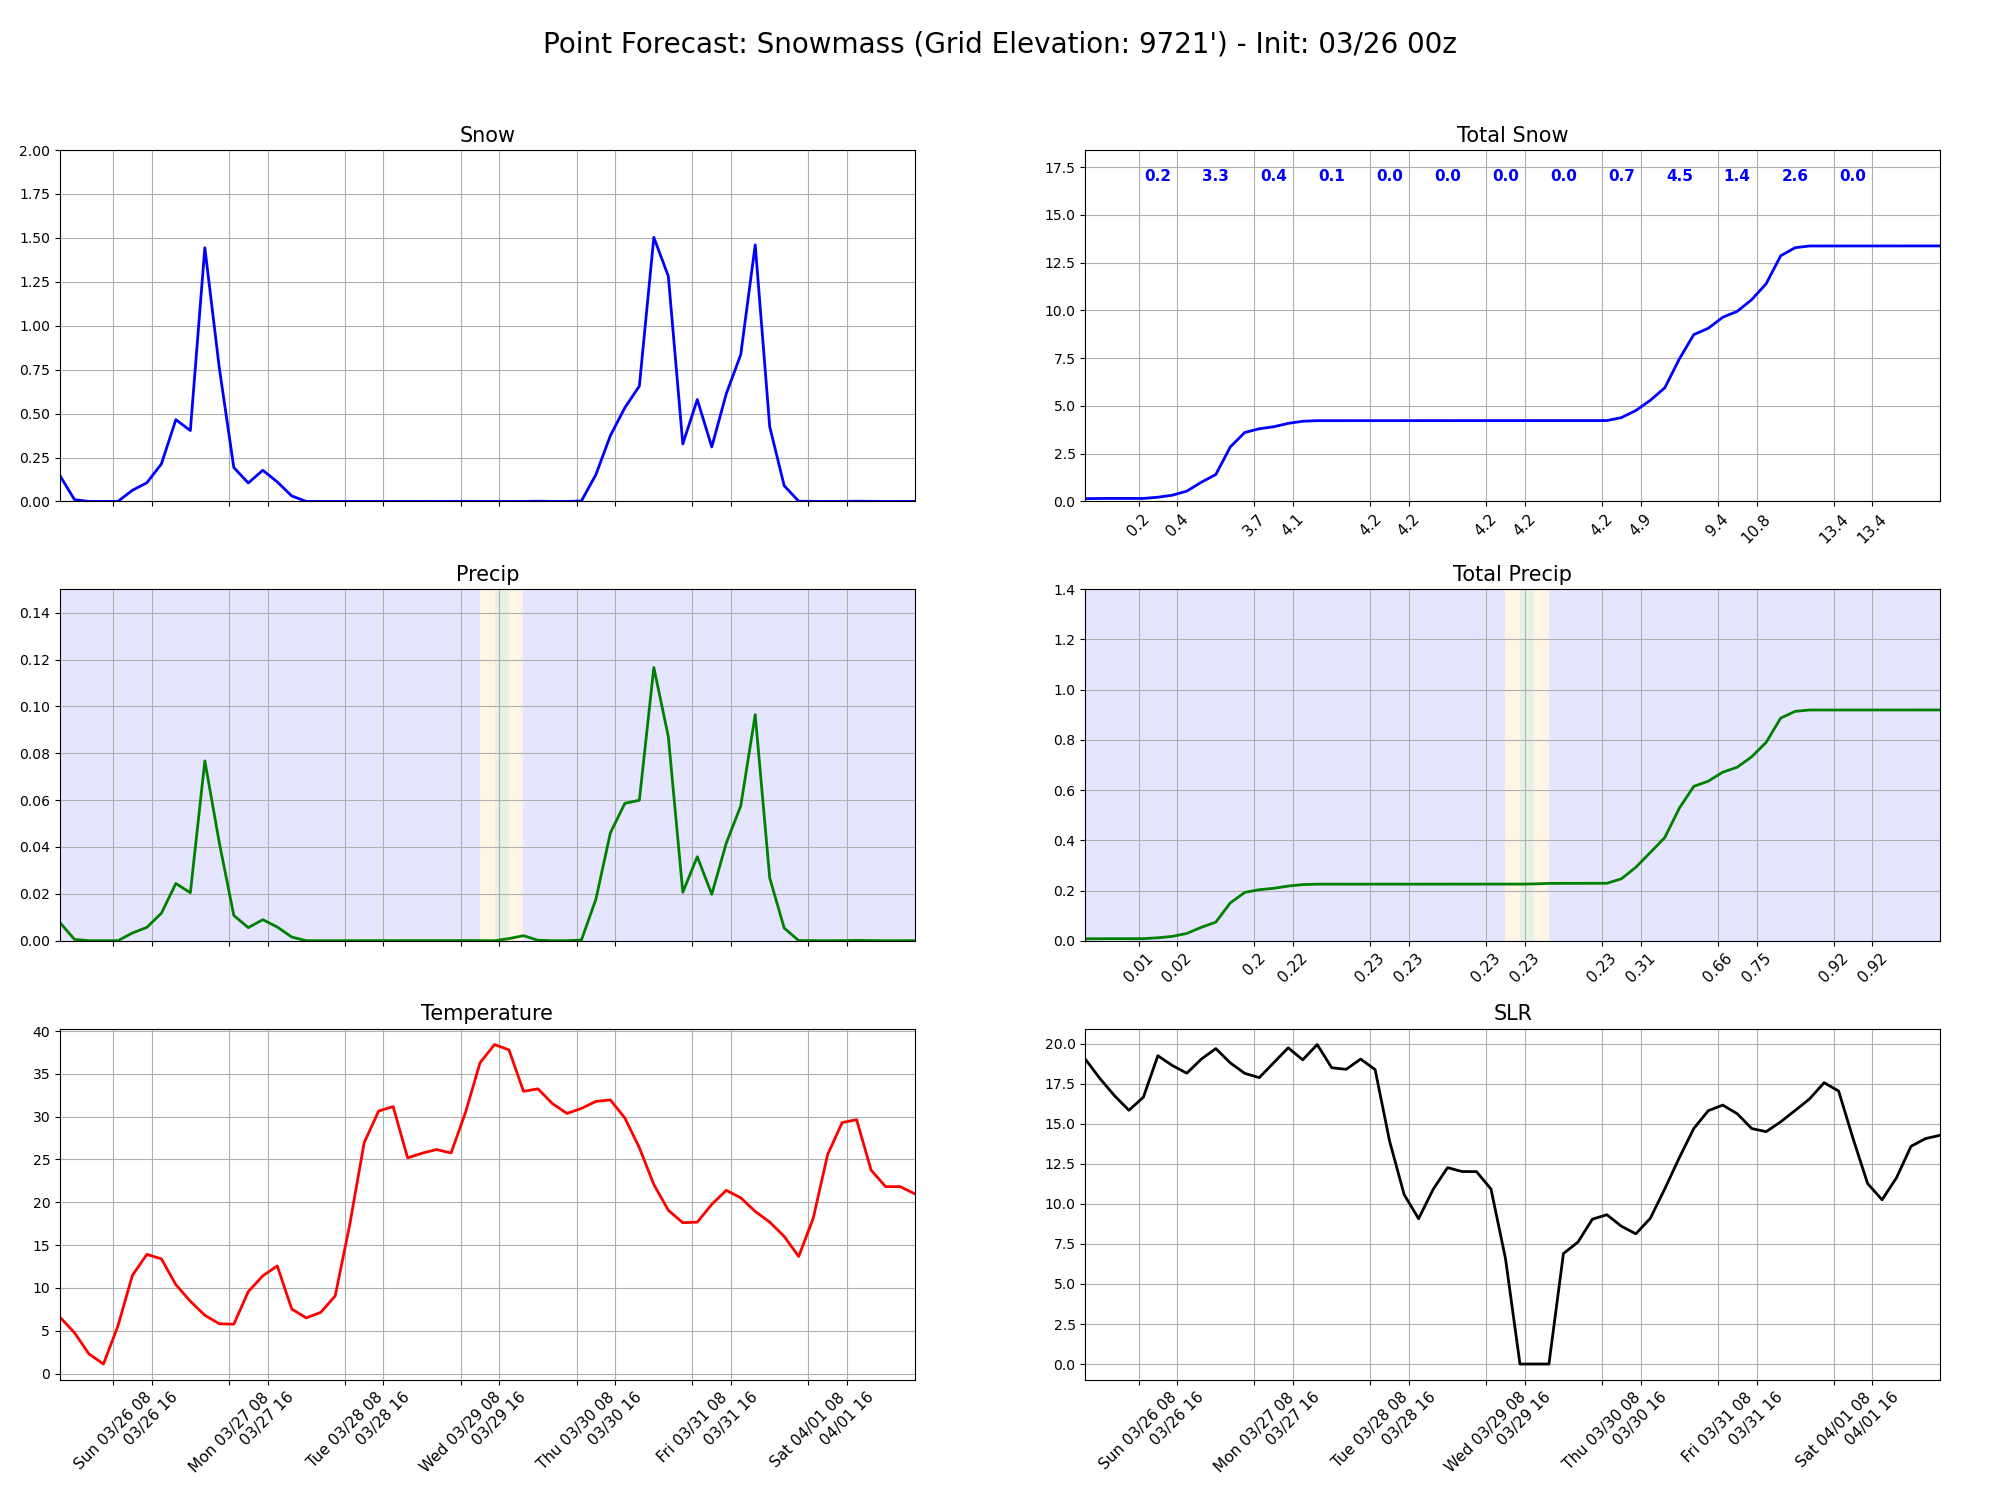 Point Forecast: Snowmass (Grid Elevation: 9721') - Init: 03/26 00z
Snow
2.00
1.75
1.50
1.25
1.00
0.75
0.50
0.25
0.00
Total Snow
17.5
15.0
12.5
10.0
7.5
5.0
2.5
0.0
0.2 3.3 0.4 0.1 0.0 0.0 0.0 0.0 0.7 4.5 1.4 2.6 0.0
0.2 0.4 3.7 4.1 4.2 4.2 4.2 4.2 4.2 4.9 9.4 10.8 13.4 13.4
Precip
0.14
0.12
0.10
0.08
0.06
0.04
0.02
0.00
Total Precip
1.4
1.2
1.0
0.8
0.6
0.4
0.2
0.0
0.01 0.02 0.2 0.22 0.23 0.23 0.23 0.23 0.23 0.31 0.66 0.75 0.92 0.92
Temperature
40
35
30
25
20
15
10
5
0
Sun 03/26 08
03/26 16
Mon 03/27 08
03/27 16
Tue 03/28 08
03/28 16
Wed 03/29 08
03/29 16
Thu 03/30 08
03/30 16
Fri 03/31 08
03/31 16
Sat 04/01 08
04/01 16
SLR
20.0
17.5
15.0
12.5
10.0
7.5
5.0
2.5
0.0
Sun 03/26 08
03/26 16
Mon 03/27 08
03/27 16
Tue 03/28 08
03/28 16
Wed 03/29 08
03/29 16
Thu 03/30 08
03/30 16
Fri 03/31 08
03/31 16
Sat 04/01 08
04/01 16